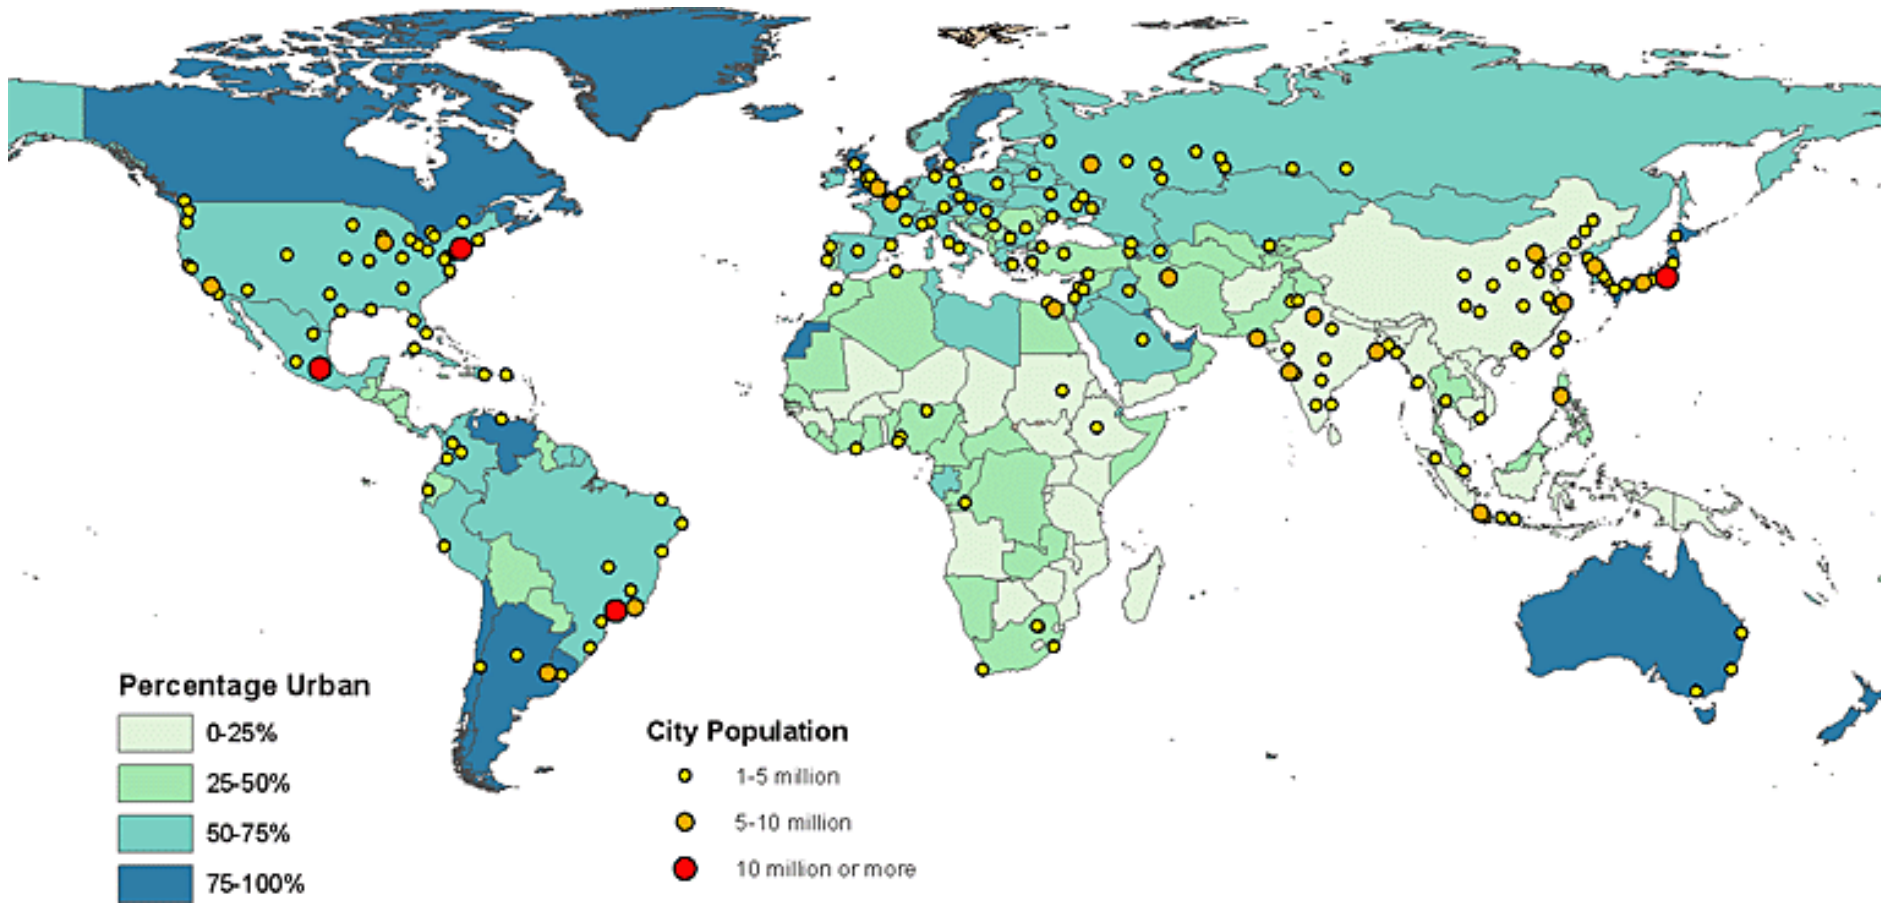 Percentage Urban
0-25%
25-50%
50-75%
75-100%
City Population
1-5 million
5-10 million
10 million or more